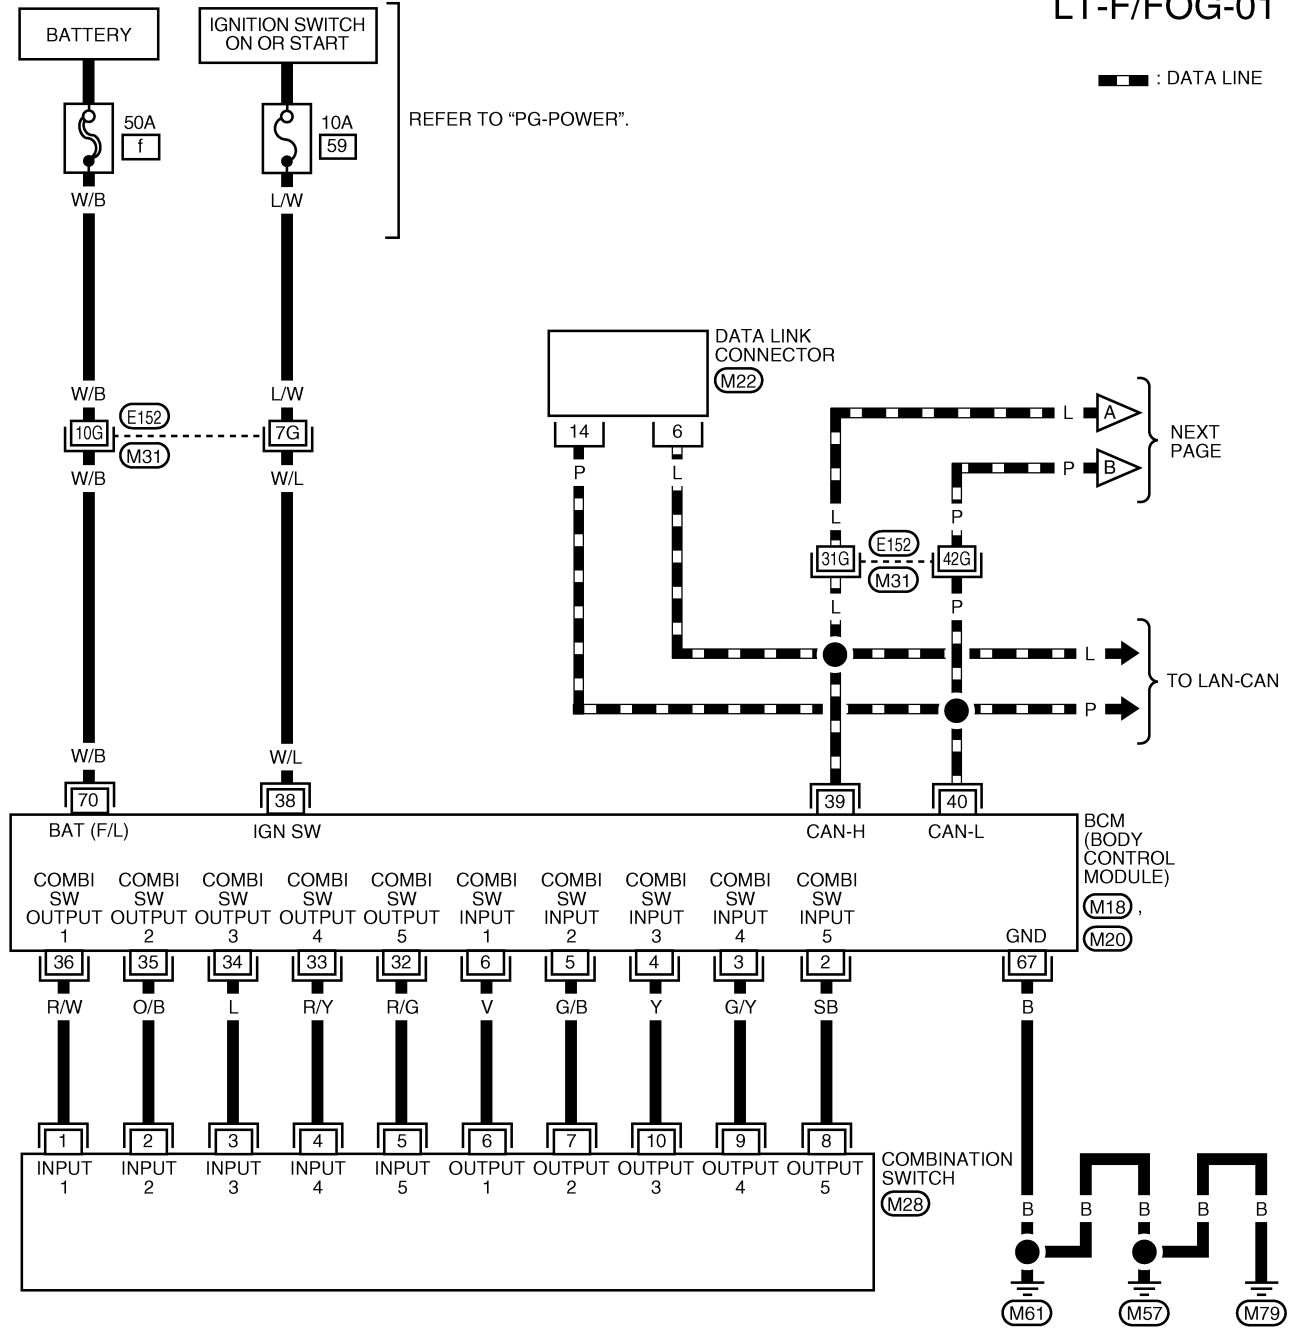 LT-F/FOG-01
BATTERY
IGNITION SWITCH
ON OR START
: DATA LINE
50A
f
10A
59
REFER TO “PG-POWER”.
W/B
L/W
DATA LINK
CONNECTOR
M22
W/B
L/W
10G
E152
M31
7G
W/B
W/L
14
6
P
L
L
A
P
B
NEXT
PAGE
L
P
31G
E152
M31
42G
L
P
L
P
TO LAN-CAN
W/B
W/L
70
38
39
40
BAT (F/L)
IGN SW
CAN-H
CAN-L
BCM
(BODY
CONTROL
MODULE)
M18 ,
M20
COMBI
SW
OUTPUT
1
COMBI
SW
OUTPUT
2
COMBI
SW
OUTPUT
3
COMBI
SW
OUTPUT
4
COMBI
SW
OUTPUT
5
COMBI
SW
INPUT
1
COMBI
SW
INPUT
2
COMBI
SW
INPUT
3
COMBI
SW
INPUT
4
COMBI
SW
INPUT
5
GND
36 35 34 33 32 6 5 4 3 2 67
R/W O/B L R/Y R/G V G/B Y G/Y SB B
1 2 3 4 5 6 7 10 9 8
INPUT
1
INPUT
2
INPUT
3
INPUT
4
INPUT
5
OUTPUT
1
OUTPUT
2
OUTPUT
3
OUTPUT
4
OUTPUT
5
COMBINATION
SWITCH
M28
B B B B B
M61 M57 M79